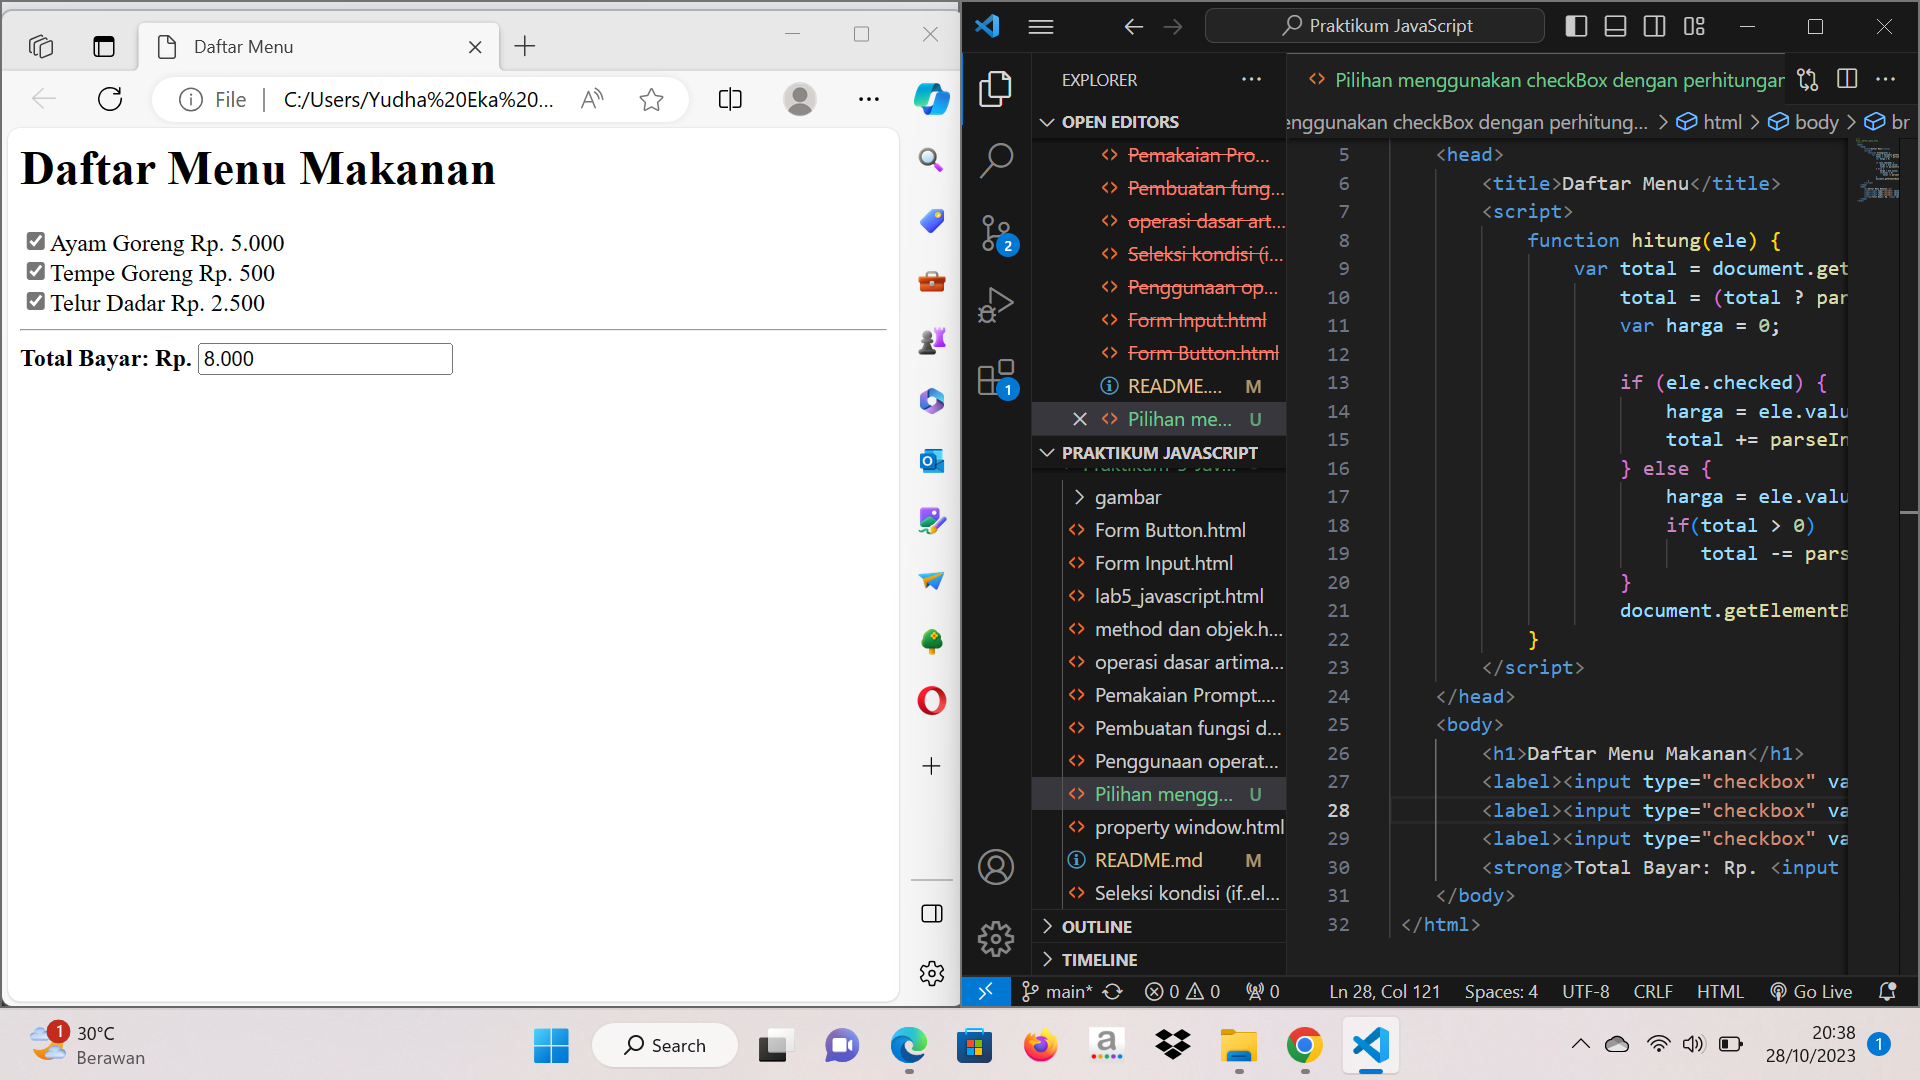 Daftar Menu
File
C:/Users/Yudha%20Eka%20...
Daftar Menu Makanan
Ayam Goreng Rp. 5.000
Tempe Goreng Rp. 500
Telur Dadar Rp. 2.500
Total Bayar: Rp. 8.000
Praktikum JavaScript
EXPLORER
OPEN EDITORS
Pemakaian Pro...
Pembuatan fung...
operasi dasar art...
Seleksi kondisi (i...
Penggunaan op...
Form Input.html
Form Button.html
README.... M
Pilihan me... U
PRAKTIKUM JAVASCRIPT
gambar
Form Button.html
Form Input.html
lab5_javascript.html
method dan objek.h...
operasi dasar artima...
Pemakaian Prompt....
Pembuatan fungsi d...
Penggunaan operat...
Pilihan mengg... U
property window.html
README.md M
Seleksi kondisi (if..el...
OUTLINE
TIMELINE
2
1
Pilihan menggunakan checkBox dengan perhitungan
enggunakan checkBox dengan perhitung... > html > body > br
5 <head>
6 <title>Daftar Menu</title>
7 <script>
8 function hitung(ele) {
9 var total = document.get
10 total = (total ? par
11 var harga = 0;
12
13 if (ele.checked) {
14 harga = ele.valu
15 total += parseIn
16 } else {
17 harga = ele.valu
18 if(total > 0)
19 total -= pars
20 }
21 document.getElementB
22 }
23 </script>
24 </head>
25 <body>
26 <h1>Daftar Menu Makanan</h1>
27 <label><input type="checkbox" va
28 <label><input type="checkbox" va
29 <label><input type="checkbox" va
30 <strong>Total Bayar: Rp. <input
31 </body>
32 </html>
main* 0 0 0 Ln 28, Col 121 Spaces: 4 UTF-8 CRLF HTML Go Live
1
30°C
Berawan
Search
a
20:38
28/10/2023
1